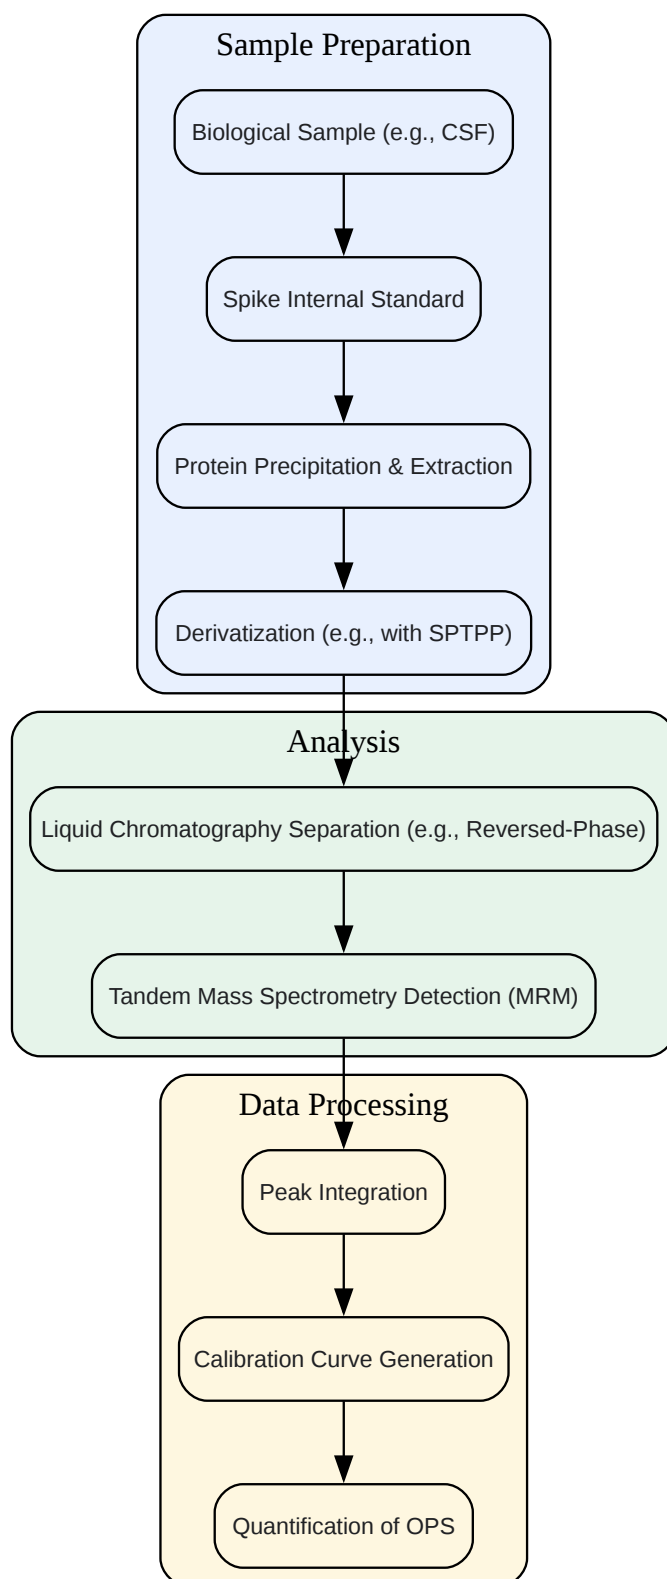 Sample Preparation
Biological Sample (e.g., CSF)
Spike Internal Standard
Protein Precipitation & Extraction
Derivatization (e.g., with SPTPP)
Analysis
Liquid Chromatography Separation (e.g., Reversed-Phase)
Tandem Mass Spectrometry Detection (MRM)
Data Processing
Peak Integration
Calibration Curve Generation
Quantification of OPS